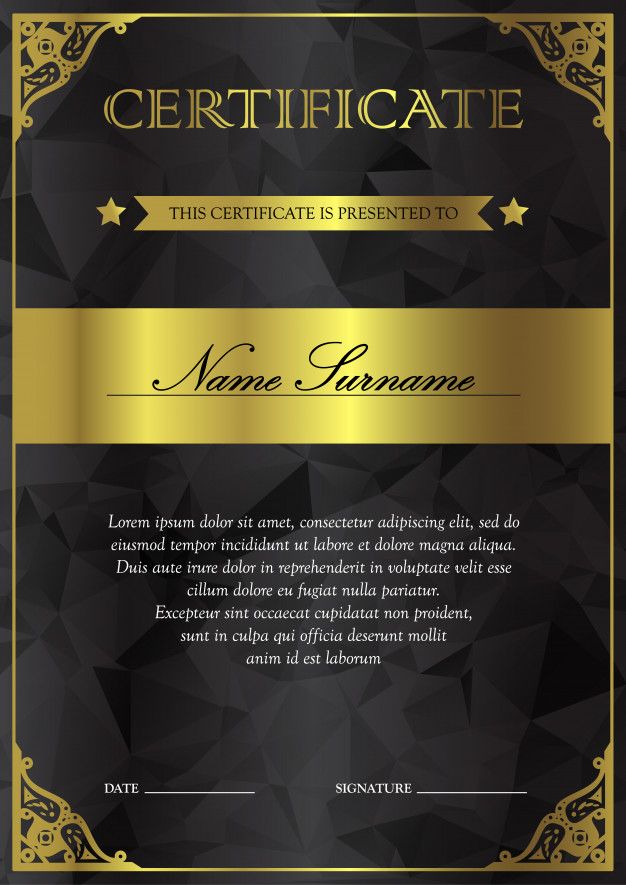 CERTIFICATE
THIS CERTIFICATE IS PRESENTED TO
Name Surname
Lorem ipsum dolor sit amet, consectetur adipiscing elit, sed do
eiusmod tempor incididunt ut labore et dolore magna aliqua.
Duis aute irure dolor in reprehenderit in voluptate velit esse
cillum dolore eu fugiat nulla pariatur.
Excepteur sint occaecat cupidatat non proident,
sunt in culpa qui officia deserunt mollit
anim id est laborum
DATE SIGNATURE